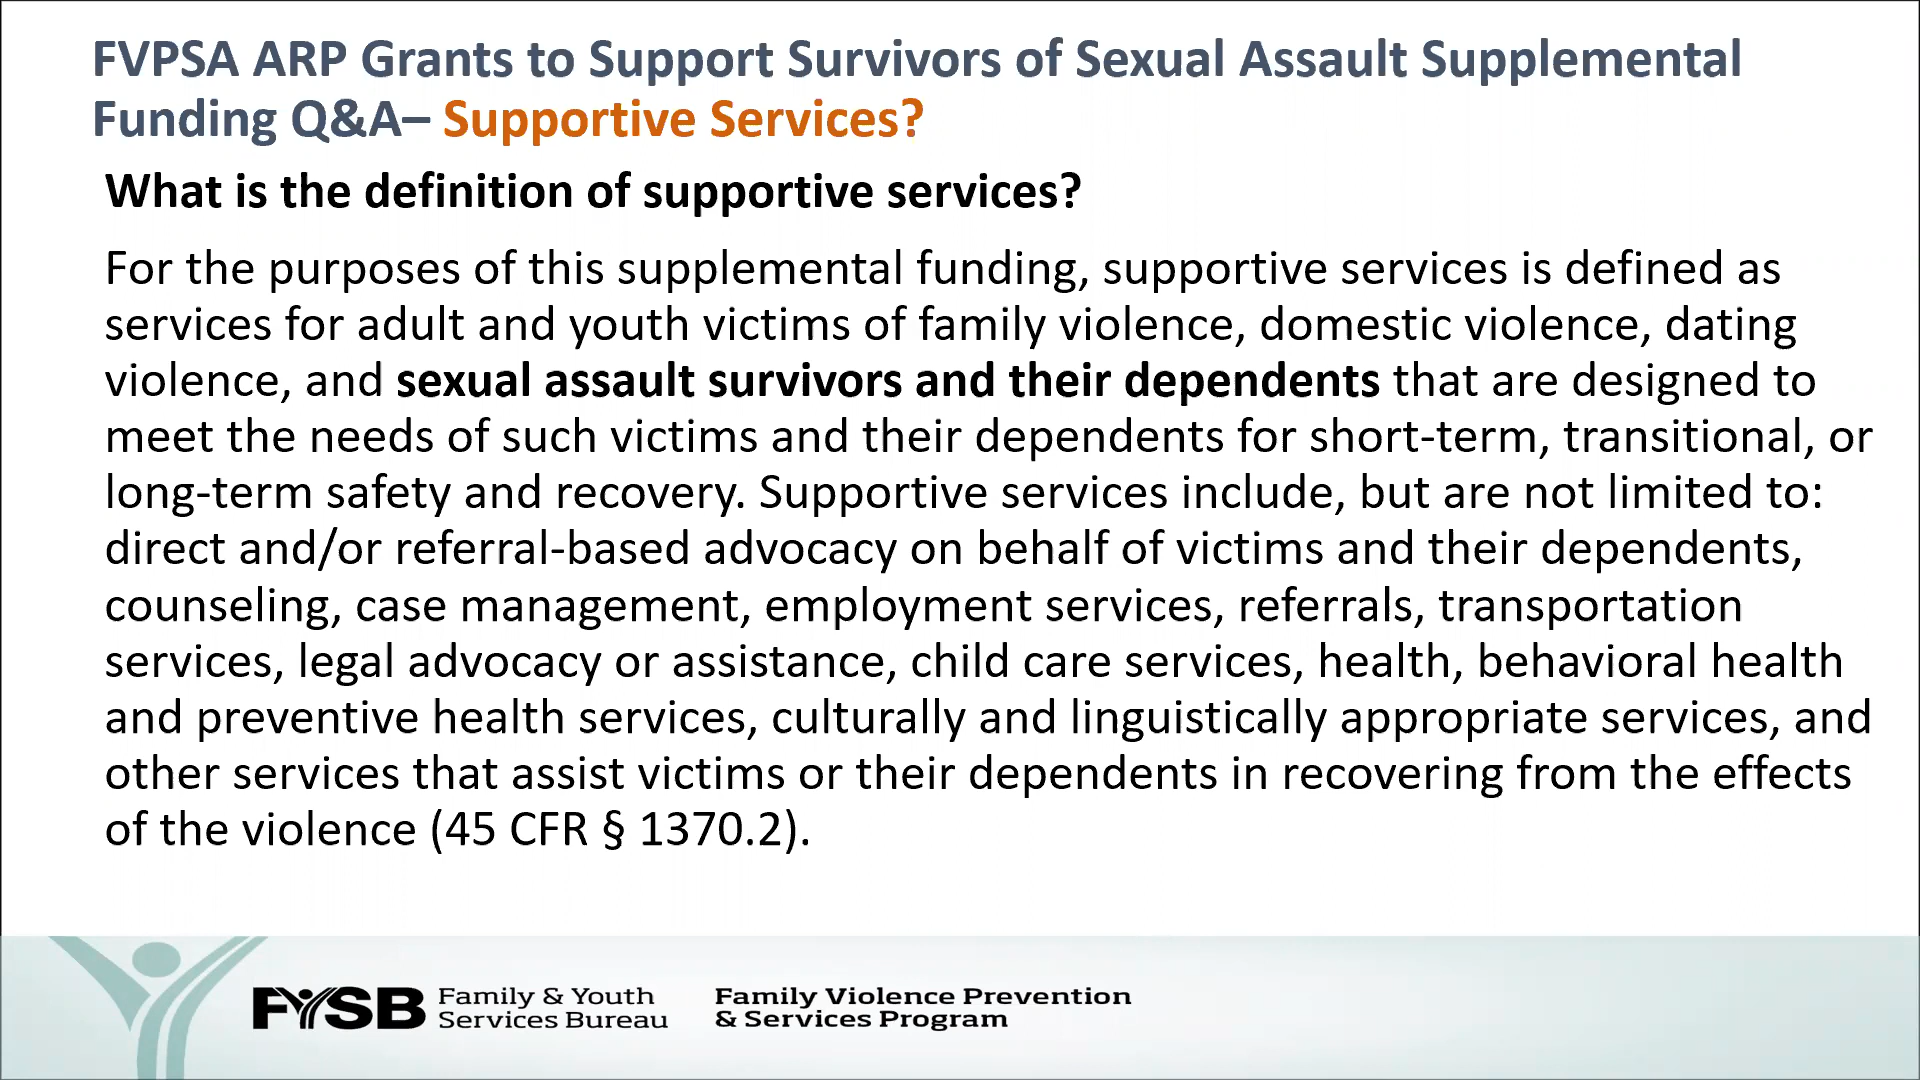 FVPSA ARP Grants to Support Survivors of Sexual Assault Supplemental
Funding Q&A– Supportive Services?
What is the definition of supportive services?
For the purposes of this supplemental funding, supportive services is defined as
services for adult and youth victims of family violence, domestic violence, dating
violence, and sexual assault survivors and their dependents that are designed to
meet the needs of such victims and their dependents for short-term, transitional, or
long-term safety and recovery. Supportive services include, but are not limited to:
direct and/or referral-based advocacy on behalf of victims and their dependents,
counseling, case management, employment services, referrals, transportation
services, legal advocacy or assistance, child care services, health, behavioral health
and preventive health services, culturally and linguistically appropriate services, and
other services that assist victims or their dependents in recovering from the effects
of the violence (45 CFR § 1370.2).
FYSB
Family & Youth
Services Bureau
Family Violence Prevention
& Services Program